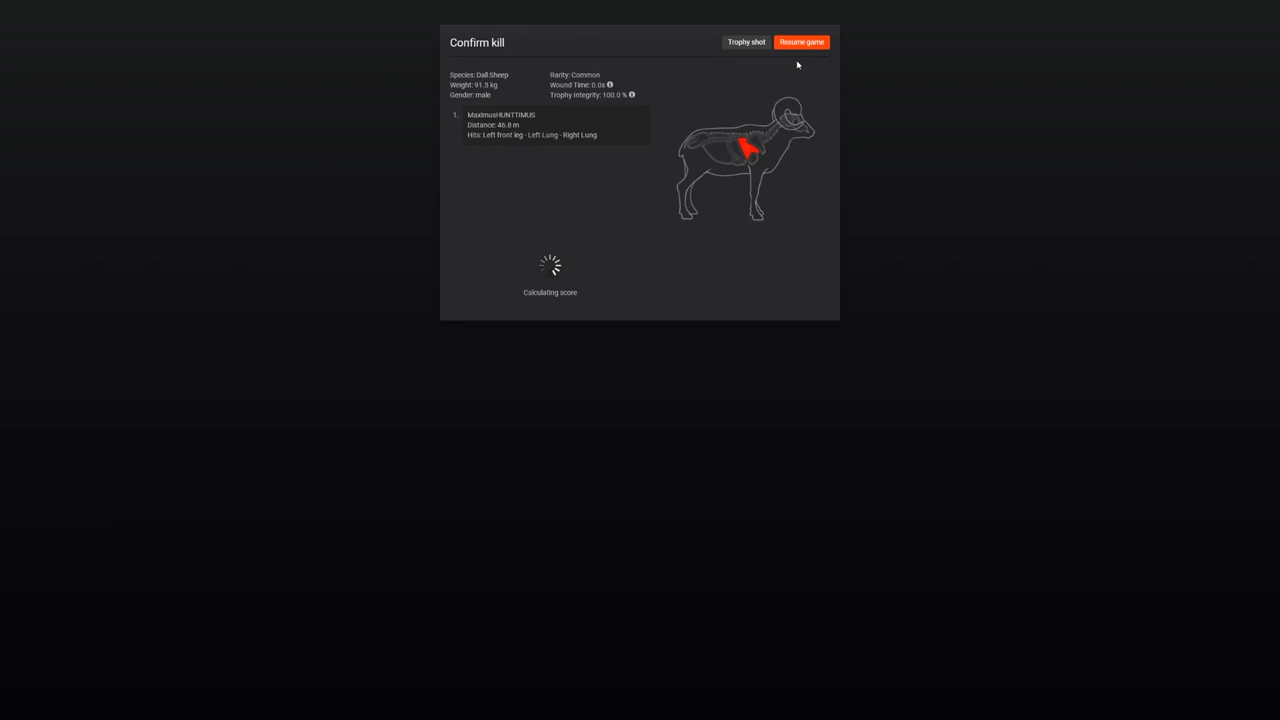 Confirm kill
Trophy shot
Resume game
Species: Dall Sheep
Rarity: Common
Weight: 91.5 kg
Wound Time: 0.0s
Gender: male
Trophy Integrity: 100.0 %
1. MaximusHUNTTIMUS
Distance: 46.8 m
Hits: Left front leg - Left Lung - Right Lung
Calculating score